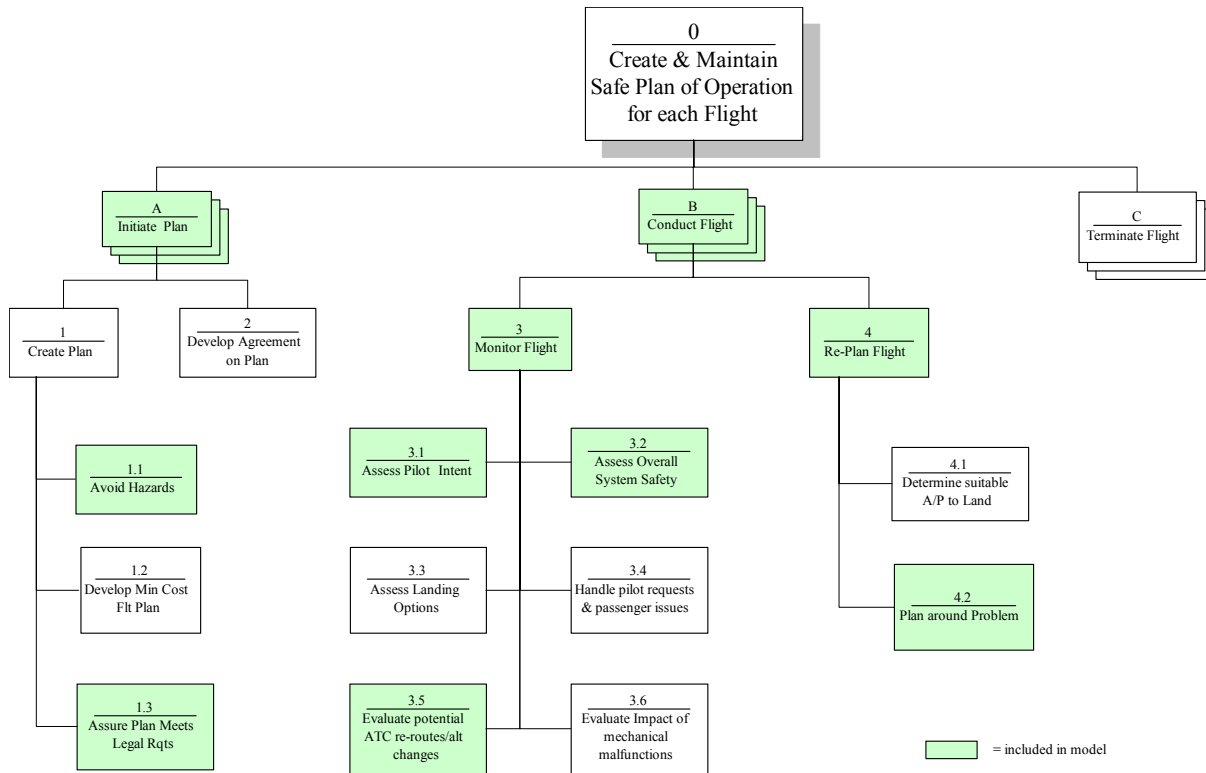 0
Create & Maintain
Safe Plan of Operation
for each Flight
A
Initiate Plan
B
Conduct Flight
C
Terminate Flight
1
Create Plan
2
Develop Agreement
on Plan
3
Monitor Flight
4
Re-Plan Flight
1.1
Avoid Hazards
3.1
Assess Pilot Intent
3.2
Assess Overall
System Safety
4.1
Determine suitable
A/P to Land
1.2
Develop Min Cost
Flt Plan
3.3
Assess Landing
Options
3.4
Handle pilot requests
& passenger issues
4.2
Plan around Problem
1.3
Assure Plan Meets
Legal Rqts
3.5
Evaluate potential
ATC re-routes/alt
changes
3.6
Evaluate Impact of
mechanical
malfunctions
= included in model